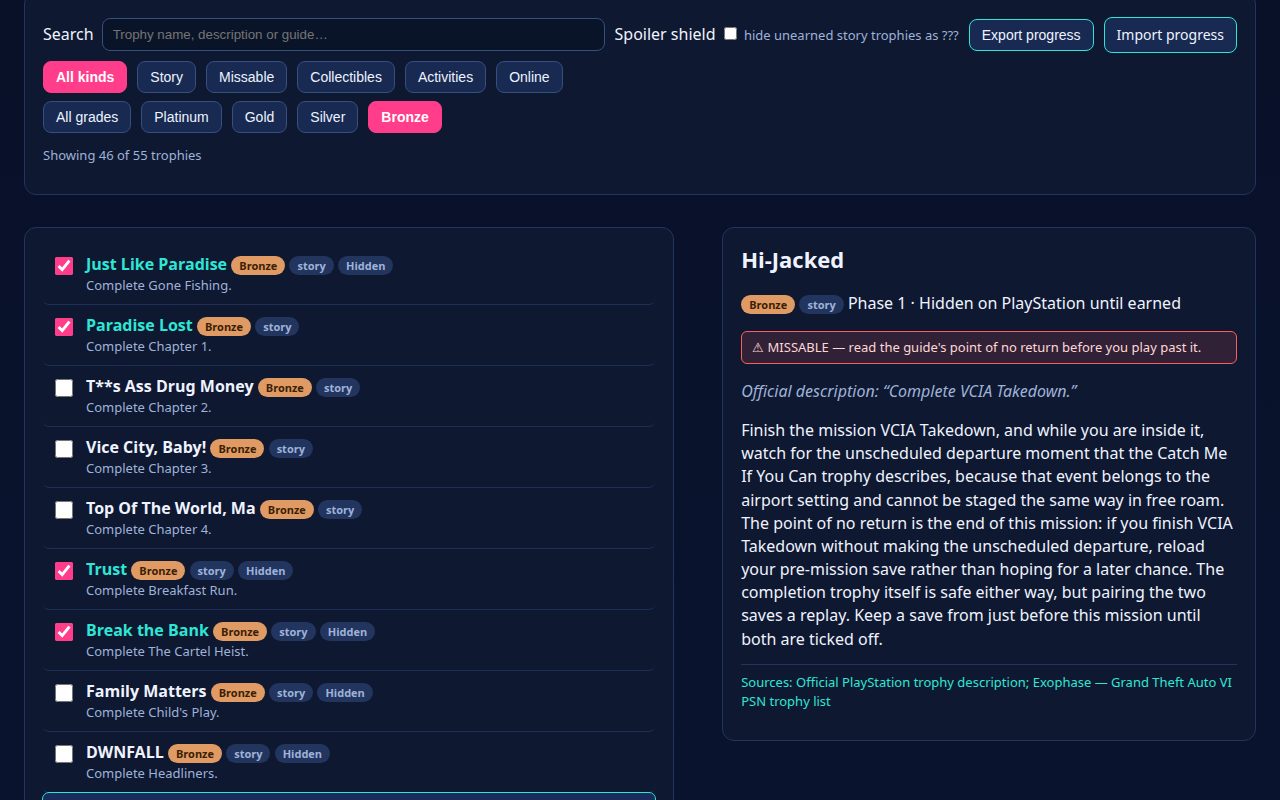 Search Trophy name, description or guide… Spoiler shield hide unearned story trophies as ??? Export progress Import progress
All kinds Story Missable Collectibles Activities Online
All grades Platinum Gold Silver Bronze
Showing 46 of 55 trophies
Just Like Paradise Bronze story Hidden
Complete Gone Fishing.
Paradise Lost Bronze story
Complete Chapter 1.
T**s Ass Drug Money Bronze story
Complete Chapter 2.
Vice City, Baby! Bronze story
Complete Chapter 3.
Top Of The World, Ma Bronze story
Complete Chapter 4.
Trust Bronze story Hidden
Complete Breakfast Run.
Break the Bank Bronze story Hidden
Complete The Cartel Heist.
Family Matters Bronze story Hidden
Complete Child's Play.
DWNFALL Bronze story Hidden
Complete Headliners.
Hi-Jacked
Bronze story Phase 1 · Hidden on PlayStation until earned
⚠ MISSABLE — read the guide's point of no return before you play past it.
Official description: “Complete VCIA Takedown.”
Finish the mission VCIA Takedown, and while you are inside it,
watch for the unscheduled departure moment that the Catch Me
If You Can trophy describes, because that event belongs to the
airport setting and cannot be staged the same way in free roam.
The point of no return is the end of this mission: if you finish VCIA
Takedown without making the unscheduled departure, reload
your pre-mission save rather than hoping for a later chance. The
completion trophy itself is safe either way, but pairing the two
saves a replay. Keep a save from just before this mission until
both are ticked off.
Sources: Official PlayStation trophy description; Exophase — Grand Theft Auto VI
PSN trophy list